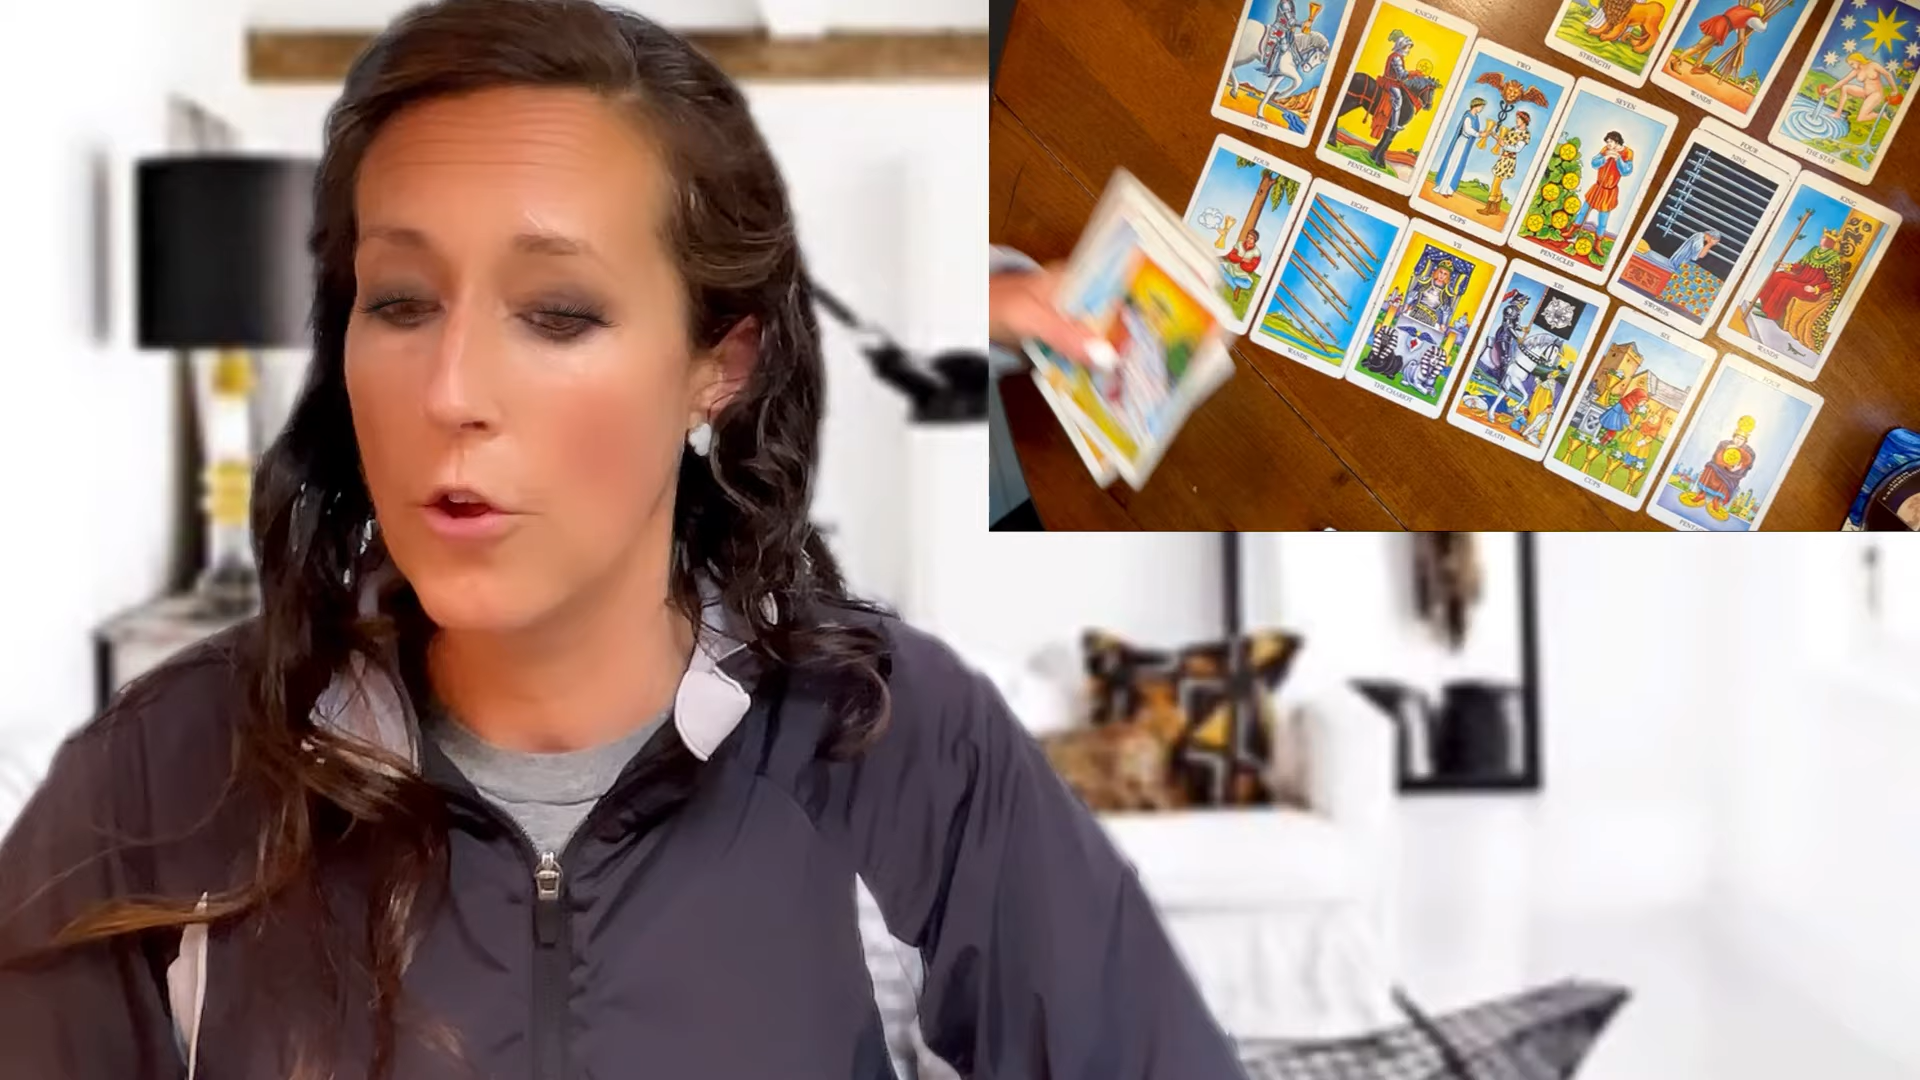 CUPS
KNIGHT
PENTACLES
TWO
CUPS
STRENGTH
SEVEN
PENTACLES
WANDS
THE STAR
FOUR
EIGHT
WANDS
VII
THE CHARIOT
XIII
DEATH
FOUR
NINE
SWORDS
KING
WANDS
SIX
CUPS
FOUR